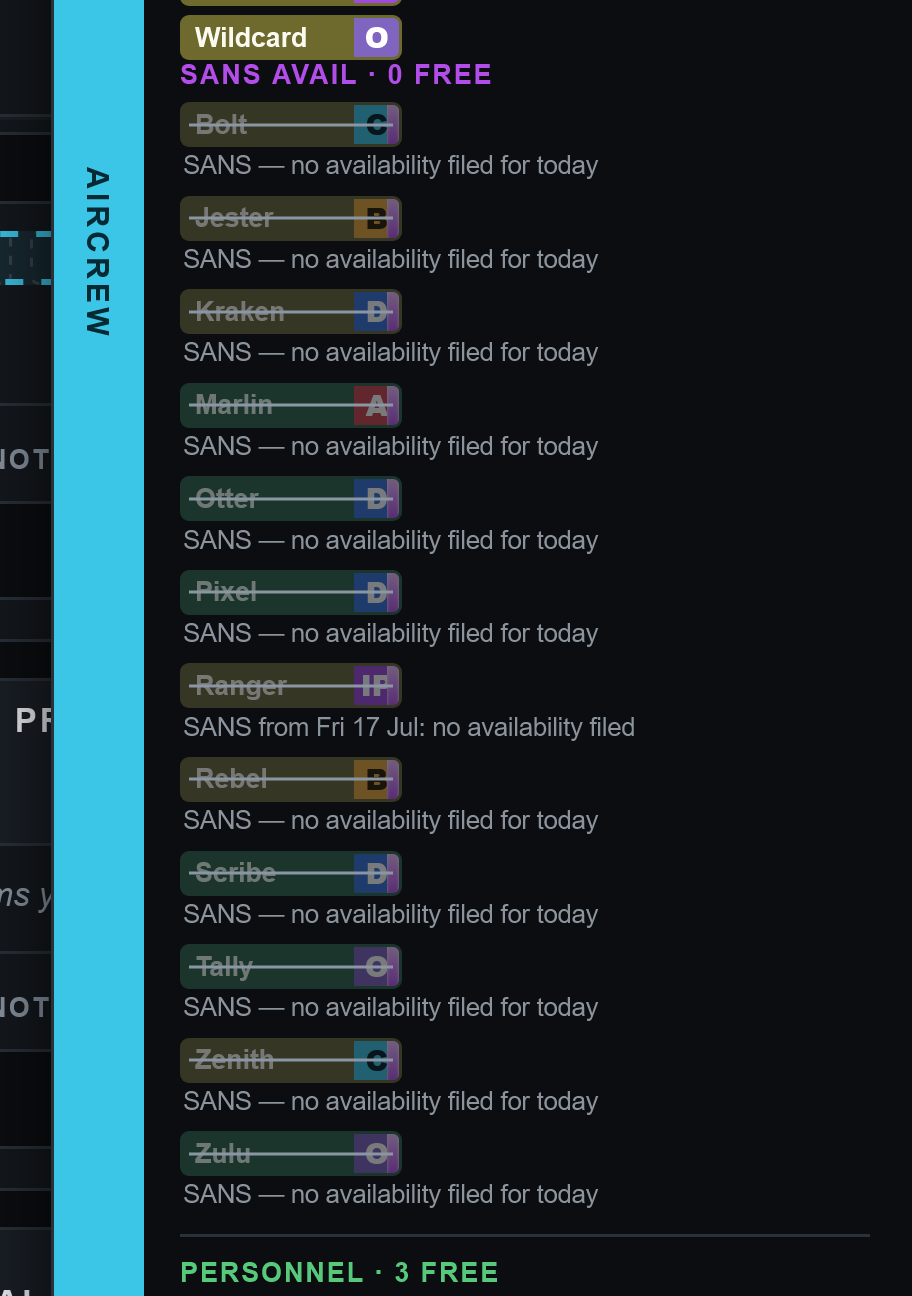 Wildcard O
SANS AVAIL · 0 FREE
Bolt C
SANS — no availability filed for today
Jester B
SANS — no availability filed for today
Kraken D
SANS — no availability filed for today
Marlin A
SANS — no availability filed for today
Otter D
SANS — no availability filed for today
Pixel D
SANS — no availability filed for today
Ranger IP
SANS from Fri 17 Jul: no availability filed
Rebel B
SANS — no availability filed for today
Scribe D
SANS — no availability filed for today
Tally O
SANS — no availability filed for today
Zenith C
SANS — no availability filed for today
Zulu O
SANS — no availability filed for today
PERSONNEL · 3 FREE
AIRCREW
NOT
PR
ms y
NOT